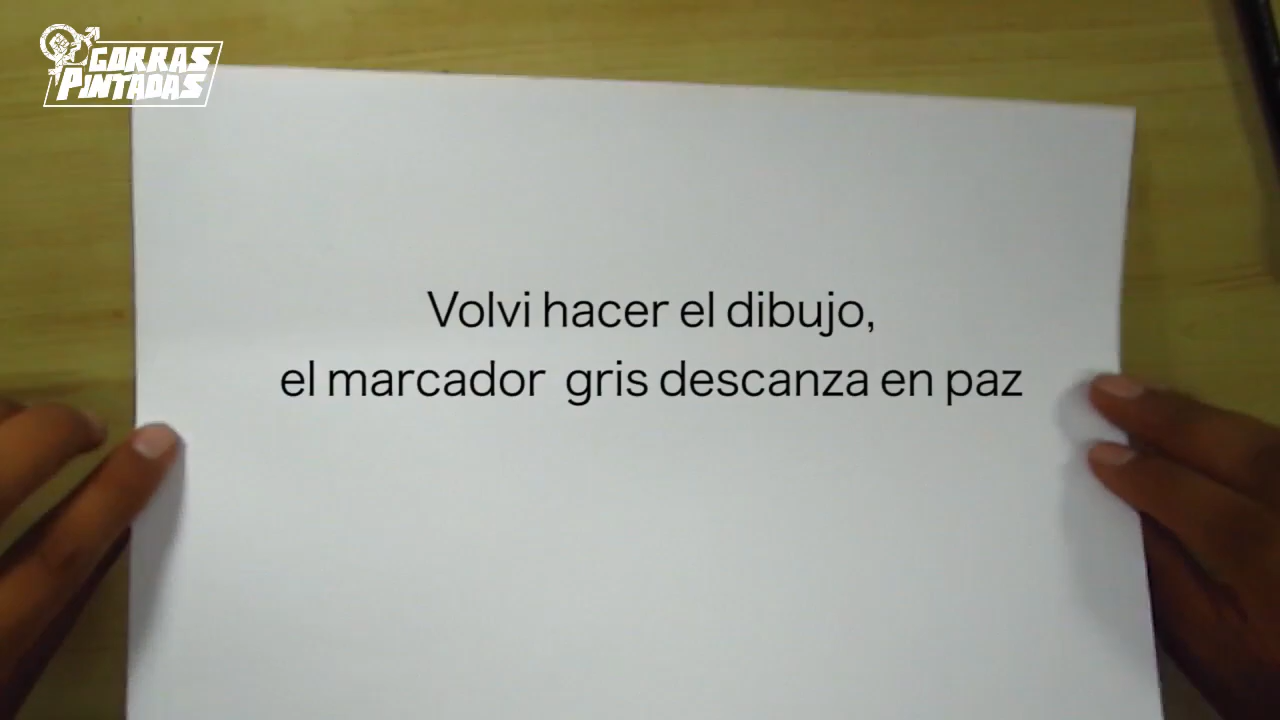 GORRAS
PINTADAS
Volvi hacer el dibujo,
el marcador gris descanza en paz